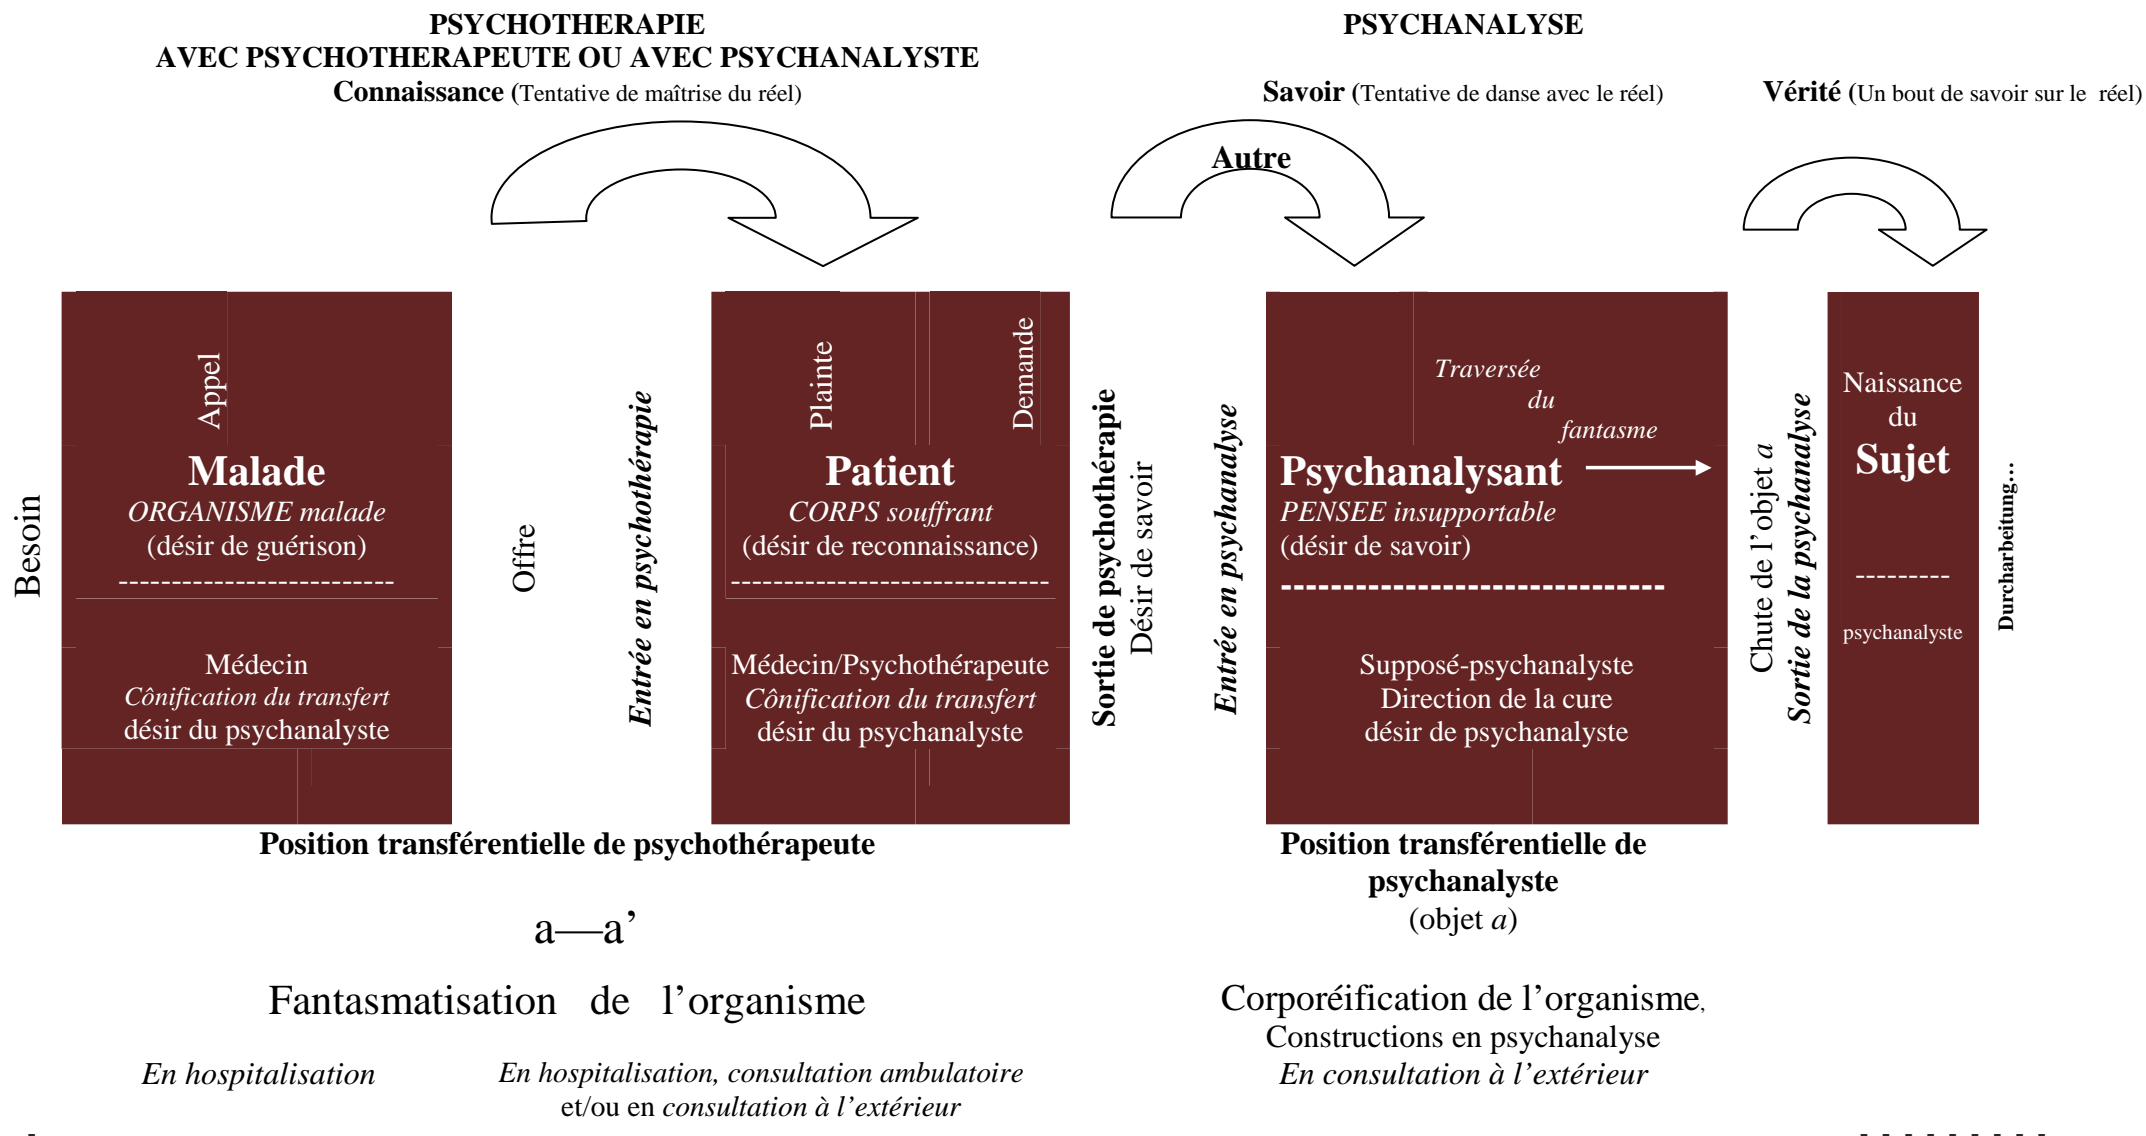 PSYCHOTHERAPIE
AVEC PSYCHOTHERAPEUTE OU AVEC PSYCHANALYSTE
Connaissance (Tentative de maîtrise du réel)
PSYCHANALYSE
Savoir (Tentative de danse avec le réel)
Vérité (Un bout de savoir sur le réel)
Autre
Besoin
Appel
Malade
ORGANISME malade
(désir de guérison)
--------------------------
Médecin
Cônification du transfert
désir du psychanalyste
Offre
Entrée en psychothérapie
Plainte
Demande
Patient
CORPS souffrant
(désir de reconnaissance)
------------------------------
Médecin/Psychothérapeute
Cônification du transfert
désir du psychanalyste
Sortie de psychothérapie
Désir de savoir
Entrée en psychanalyse
Traversée
du
fantasme
Psychanalysant
PENSEE insupportable
(désir de savoir)
------------------------------------
Supposé-psychanalyste
Direction de la cure
désir de psychanalyste
Chute de l’objet a
Sortie de la psychanalyse
Naissance
du
Sujet
---------
psychanalyste
Durcharbeitung...
Position transférentielle de psychothérapeute
a—a’
Fantasmatisation de l’organisme
En hospitalisation
En hospitalisation, consultation ambulatoire
et/ou en consultation à l’extérieur
Position transférentielle de
psychanalyste
(objet a)
Corporéification de l’organisme,
Constructions en psychanalyse
En consultation à l’extérieur